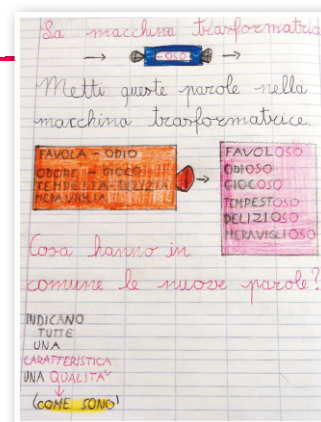 La macchina trasformatric
→ -OSO →
Metti queste parole nella
macchina trasformatrice.
FAVOLA - ODIO
ODORE - GIOCO
TEMPESTA - DELIZIA
MERAVIGLIA
→
FAVOLOSO
ODIOSO
GIOCOSO
TEMPESTOSO
DELIZIOSO
MERAVIGLIOSO
Cosa hanno in
comune le nuove parole?
INDICANO
TUTTE
UNA
CARATTERISTICA
UNA QUALITA'
↓
(COME SONO)